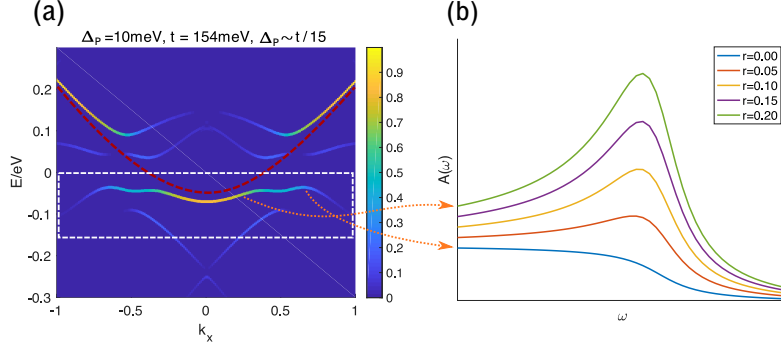 (a)
Δ_P =10meV, t = 154meV, Δ_P~t/15
E/eV
0.2
0.1
0
-0.1
-0.2
-0.3
-1
-0.5
0
0.5
1
k_x
0.9
0.8
0.7
0.6
0.5
0.4
0.3
0.2
0.1
0
(b)
A(ω)
ω
r=0.00
r=0.05
r=0.10
r=0.15
r=0.20